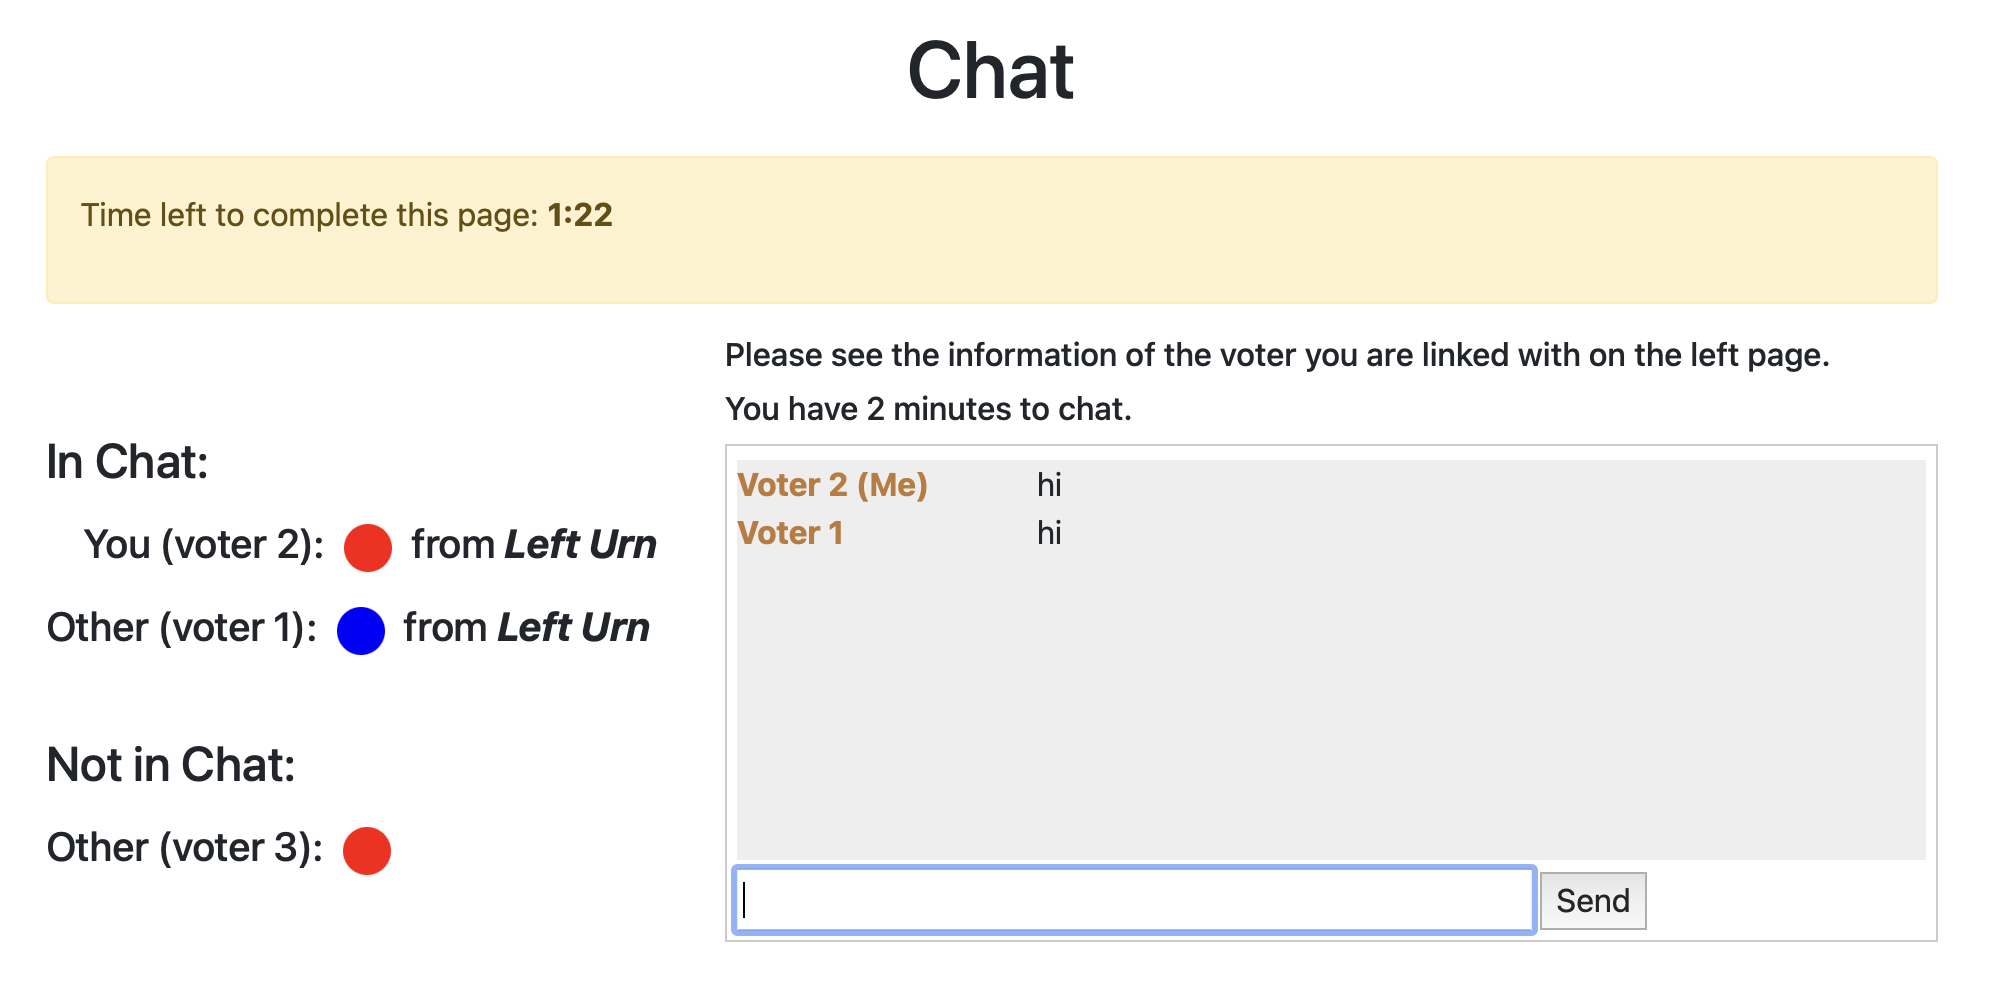 Chat
Time left to complete this page: 1:22
Please see the information of the voter you are linked with on the left page.
You have 2 minutes to chat.
In Chat:
You (voter 2): from Left Urn
Other (voter 1): from Left Urn
Not in Chat:
Other (voter 3):
Voter 2 (Me) hi
Voter 1 hi
Send